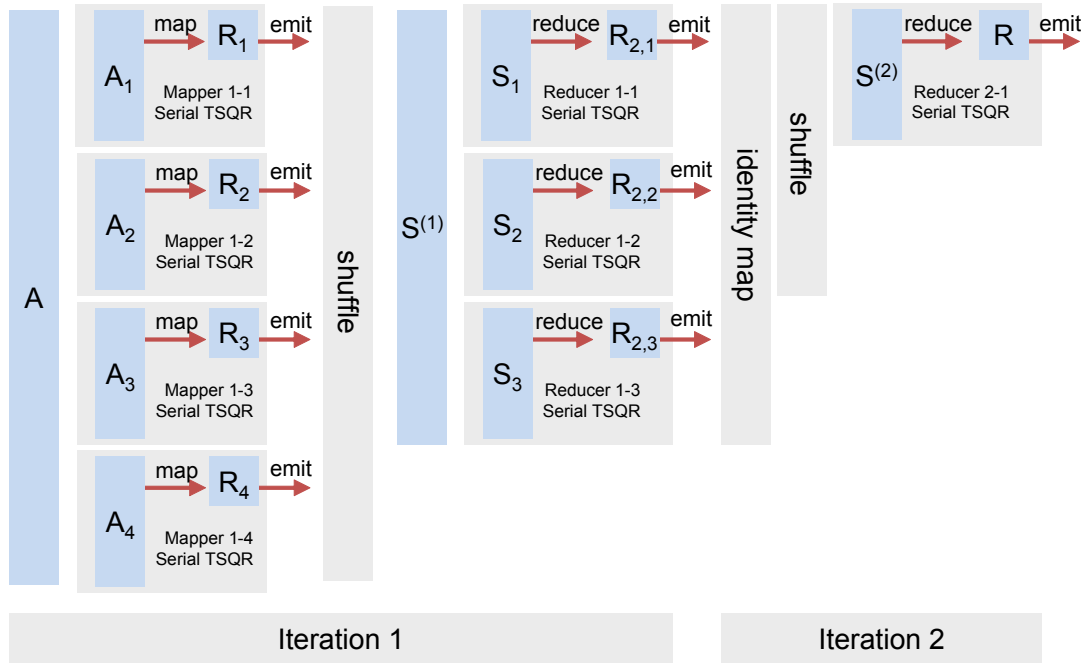 A
A1
map
R1
emit
Mapper 1-1
Serial TSQR
A2
map
R2
emit
Mapper 1-2
Serial TSQR
A3
map
R3
emit
Mapper 1-3
Serial TSQR
A4
map
R4
emit
Mapper 1-4
Serial TSQR
shuffle
S(1)
S1
reduce
R2,1
emit
Reducer 1-1
Serial TSQR
S2
reduce
R2,2
emit
Reducer 1-2
Serial TSQR
S3
reduce
R2,3
emit
Reducer 1-3
Serial TSQR
identity map
shuffle
S(2)
reduce
R
emit
Reducer 2-1
Serial TSQR
Iteration 1
Iteration 2